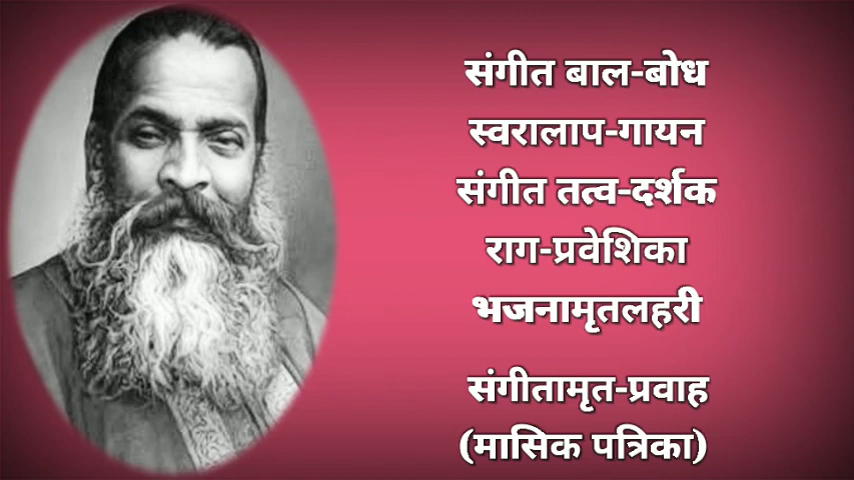 संगीत बाल-बोध
स्वरालाप-गायन
संगीत तत्व-दर्शक
राग-प्रवेशिका
भजनामृतलहरी
संगीतामृत-प्रवाह
(मासिक पत्रिका)